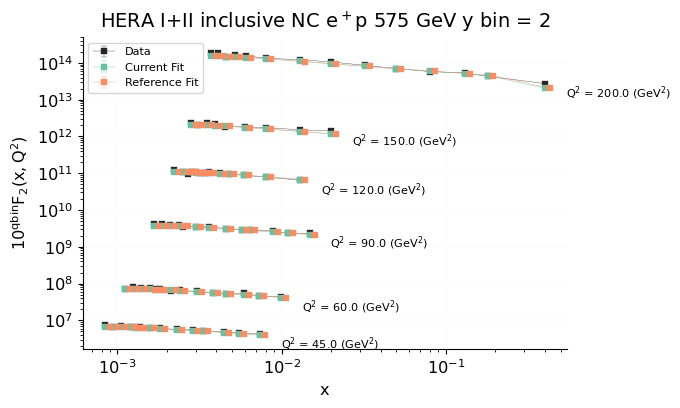 HERA I+II inclusive NC e⁺p 575 GeV y bin = 2
Data
Current Fit
Reference Fit
10^qbin F₂(x, Q²)
10¹⁴
10¹³
10¹²
10¹¹
10¹⁰
10⁹
10⁸
10⁷
Q² = 200.0 (GeV²)
Q² = 150.0 (GeV²)
Q² = 120.0 (GeV²)
Q² = 90.0 (GeV²)
Q² = 60.0 (GeV²)
Q² = 45.0 (GeV²)
10⁻³ 10⁻² 10⁻¹
x